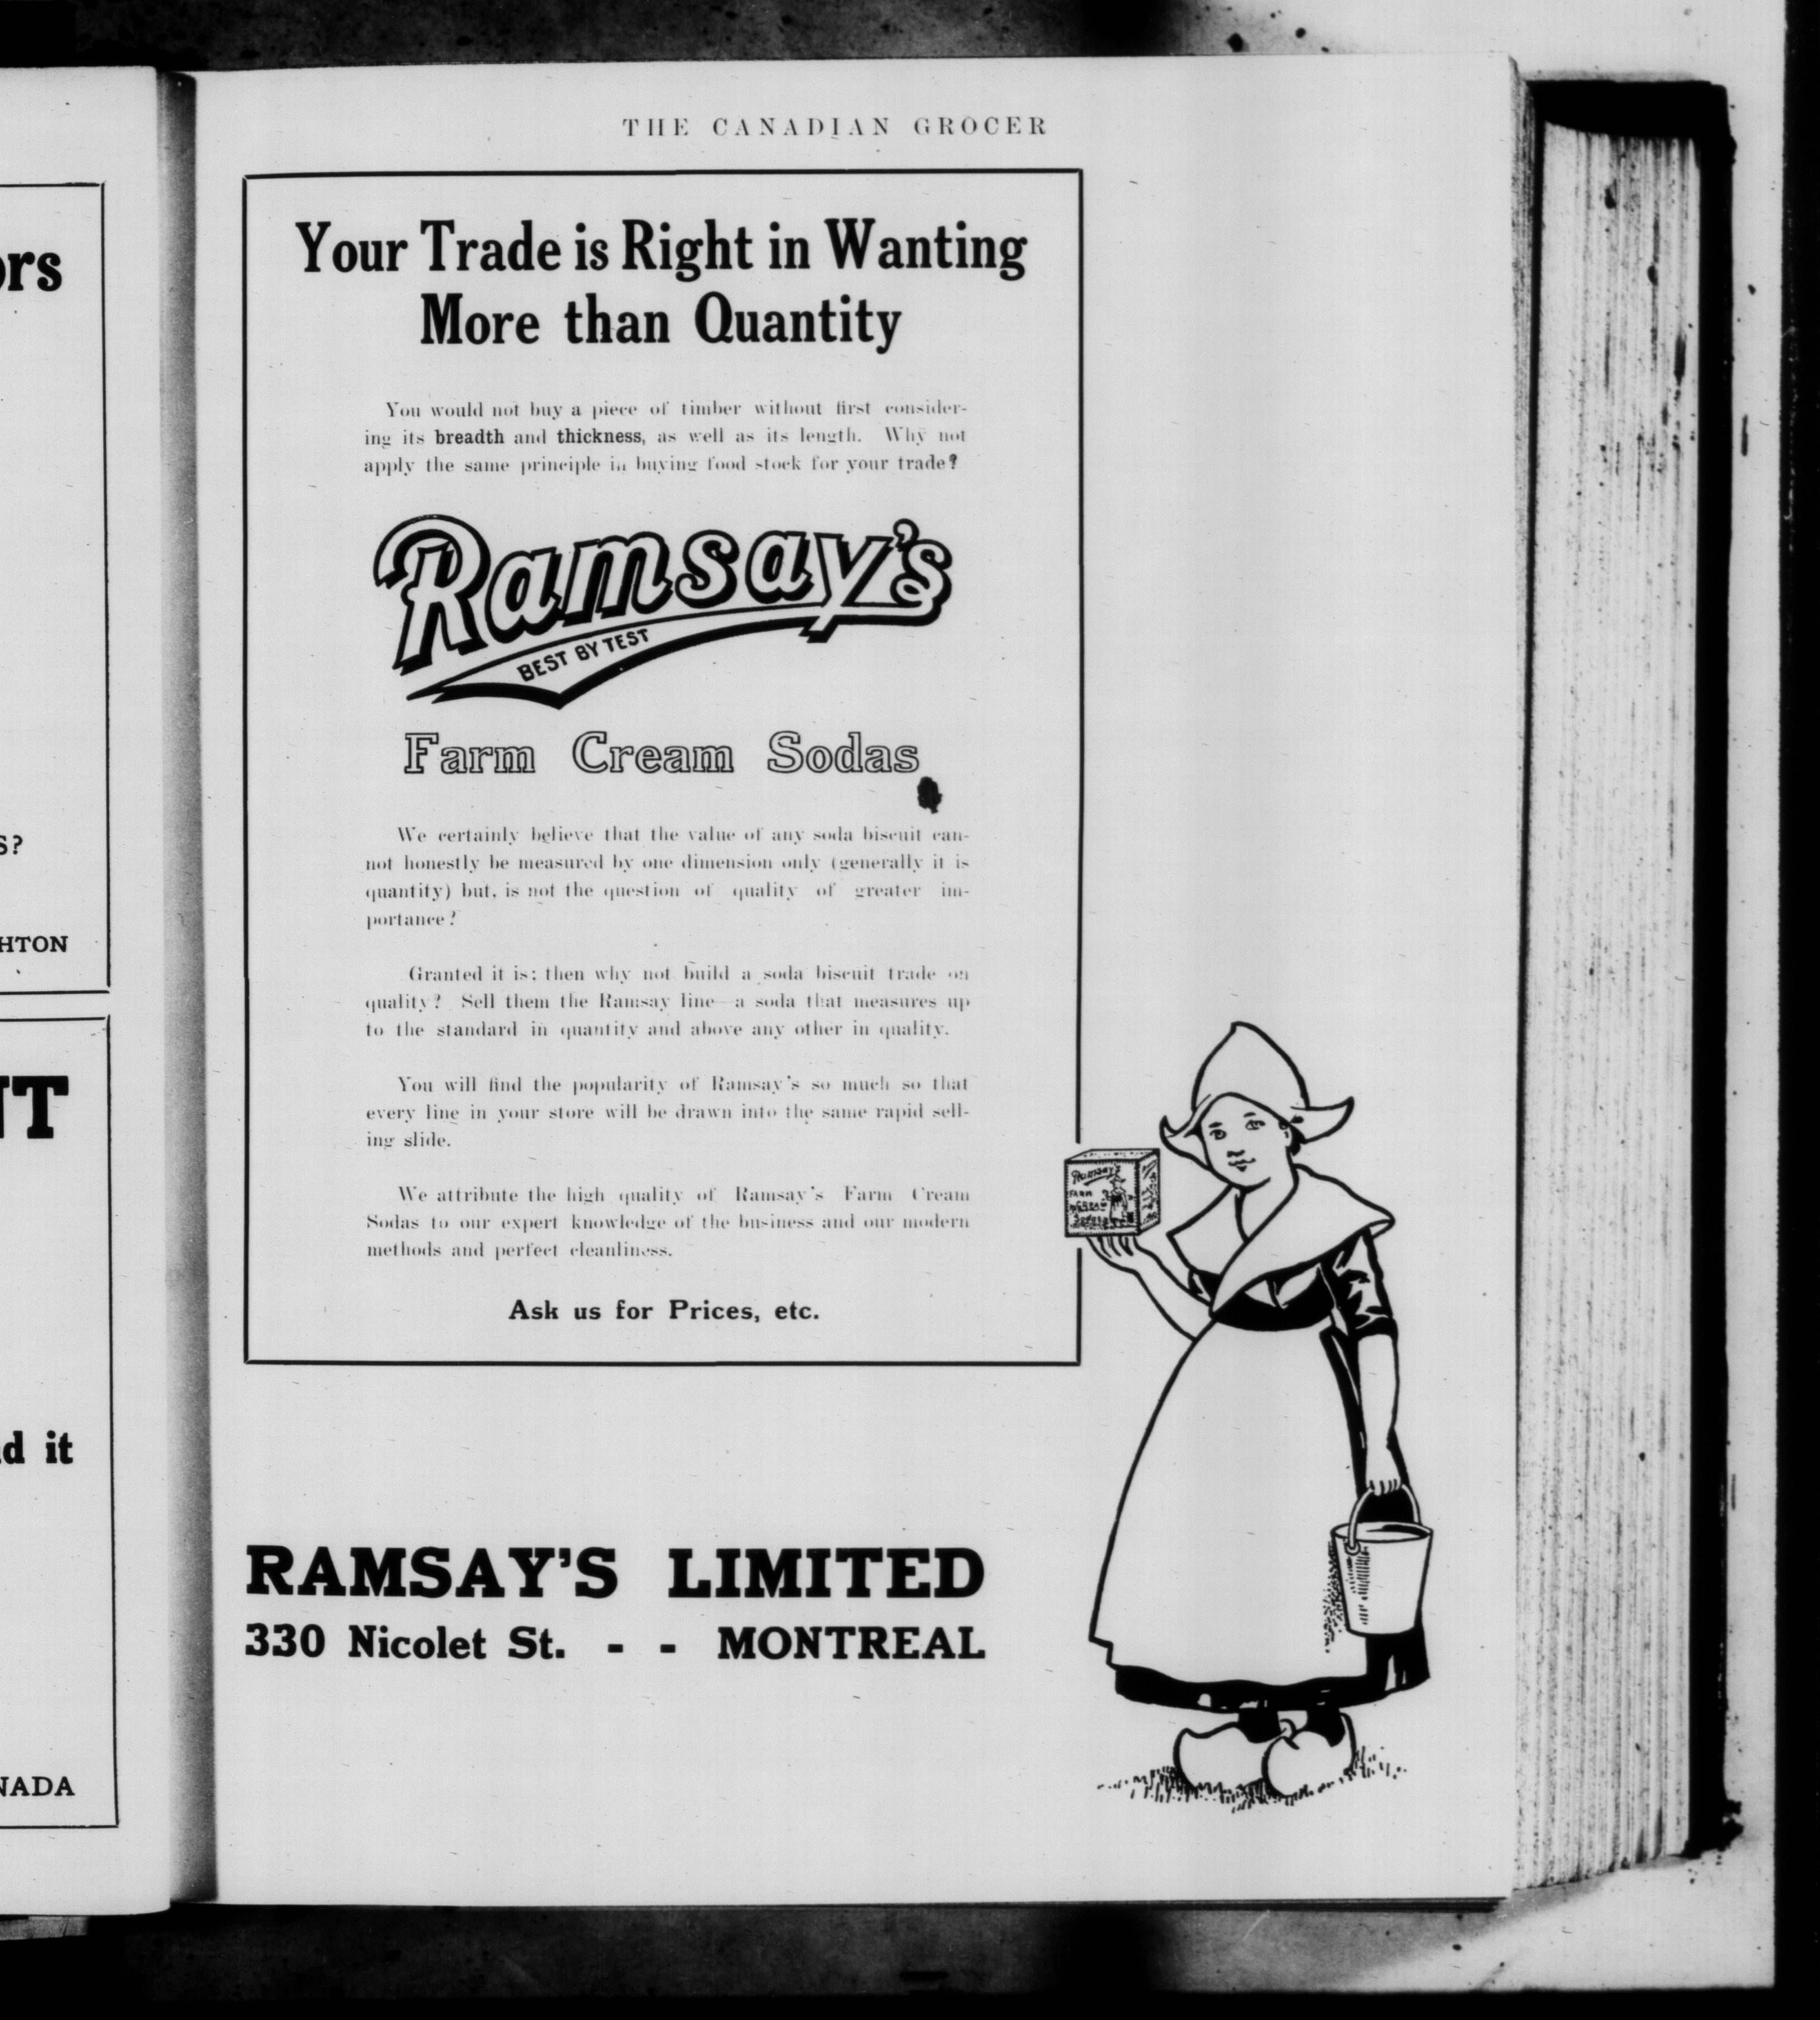 THE CANADIAN GROCER
ors
S?
HTON
NT
d it
NADA
Your Trade is Right in Wanting
More than Quantity
You would not buy a piece of timber without first consider-
ing its breadth and thickness, as well as its length. Why not
apply the same principle in buying food stock for your trade?
Ramsay's
BEST BY TEST
Farm Cream Sodas
We certainly believe that the value of any soda biscuit can-
not honestly be measured by one dimension only (generally it is
quantity) but, is not the question of quality of greater im-
portance?
Granted it is; then why not build a soda biscuit trade on
quality? Sell them the Ramsay line—a soda that measures up
to the standard in quantity and above any other in quality.
You will find the popularity of Ramsay's so much so that
every line in your store will be drawn into the same rapid sell-
ing slide.
We attribute the high quality of Ramsay's Farm Cream
Sodas to our expert knowledge of the business and our modern
methods and perfect cleanliness.
Ask us for Prices, etc.
Ramsay's
FARM
CREAM
SODAS
RAMSAY'S LIMITED
330 Nicolet St. - - MONTREAL